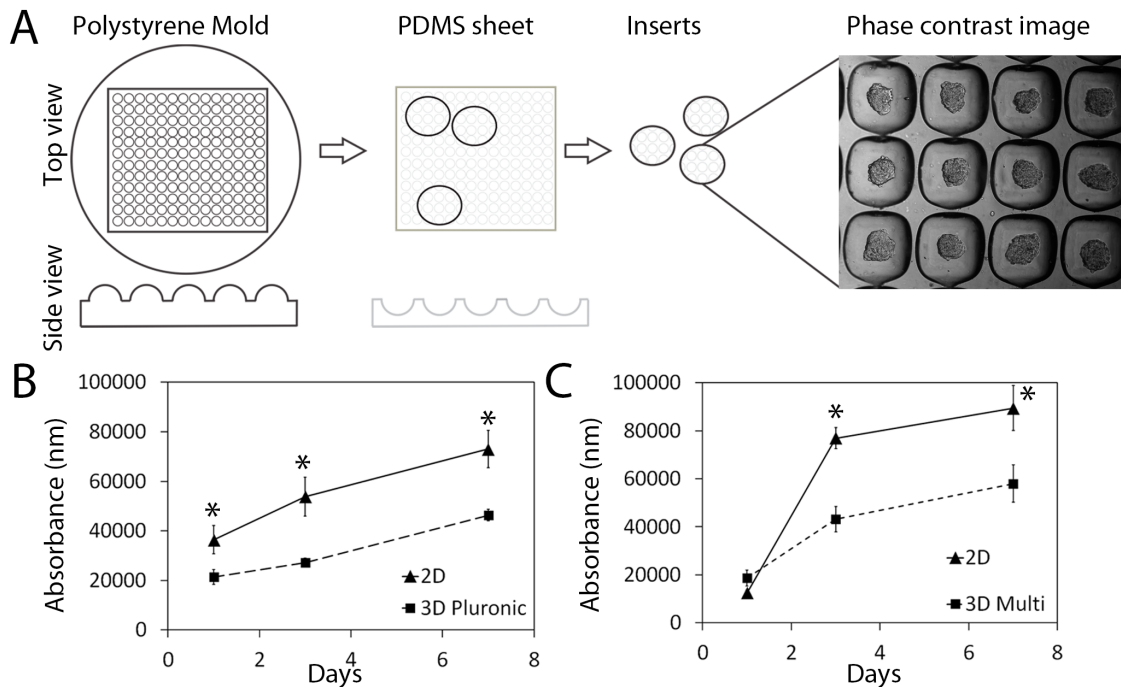 A
Polystyrene Mold
PDMS sheet
Inserts
Phase contrast image
Top view
Side view
B
100000
80000
60000
40000
20000
0
Absorbance (nm)
*
*
*
2D
3D Pluronic
0 2 4 6 8
Days
C
100000
80000
60000
40000
20000
0
Absorbance (nm)
*
*
2D
3D Multi
0 2 4 6 8
Days